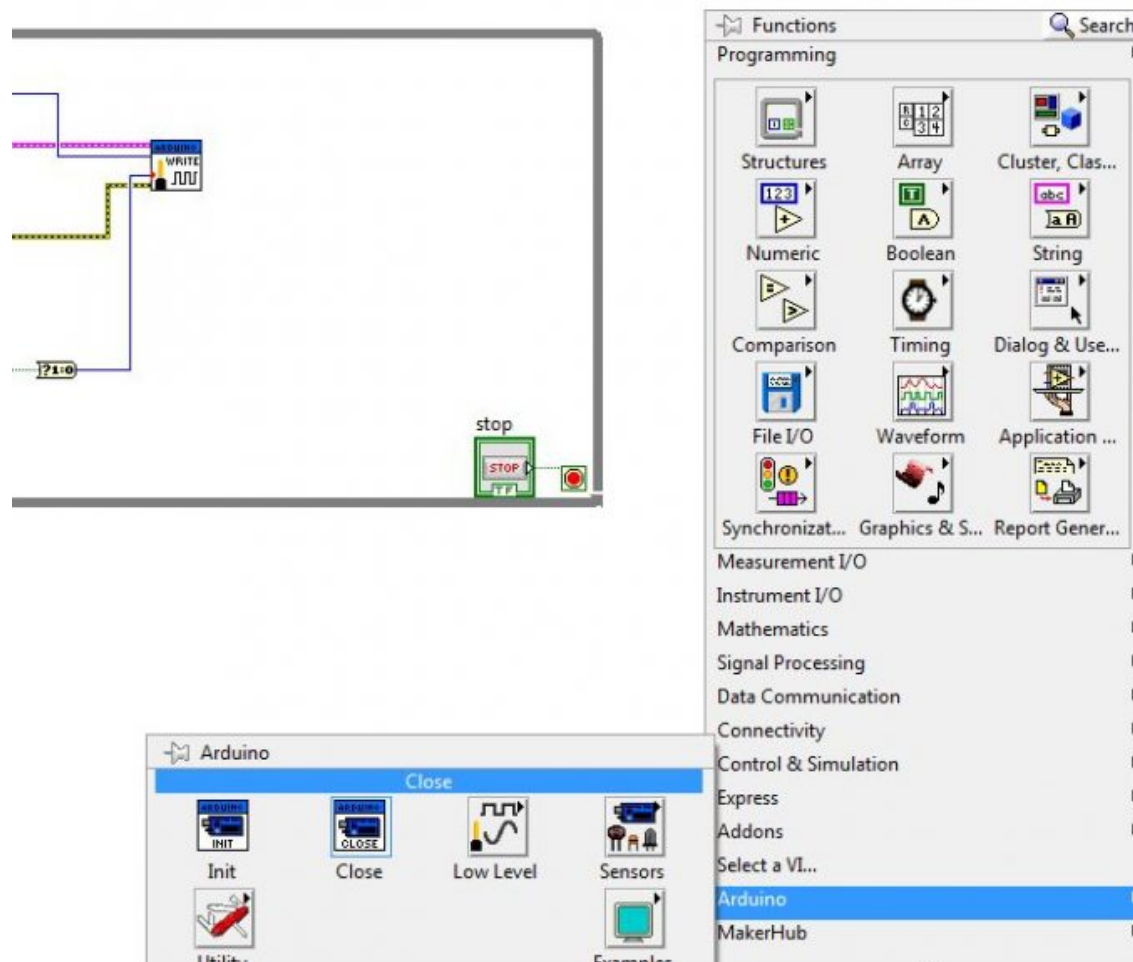 Functions
Search
Programming
ARDUINO
WRITE
Structures
Array
Cluster, Clas...
123
abc
Numeric
Boolean
String
Comparison
Timing
Dialog & Use...
?1:0
File I/O
Waveform
Application ...
stop
STOP
TF
Synchronizat...
Graphics & S...
Report Gener...
Measurement I/O
Instrument I/O
Mathematics
Signal Processing
Data Communication
Connectivity
Control & Simulation
Express
Addons
Select a VI...
Arduino
MakerHub
Arduino
Close
ARDUINO
INIT
ARDUINO
CLOSE
Init
Close
Low Level
Sensors
Utility
Examples